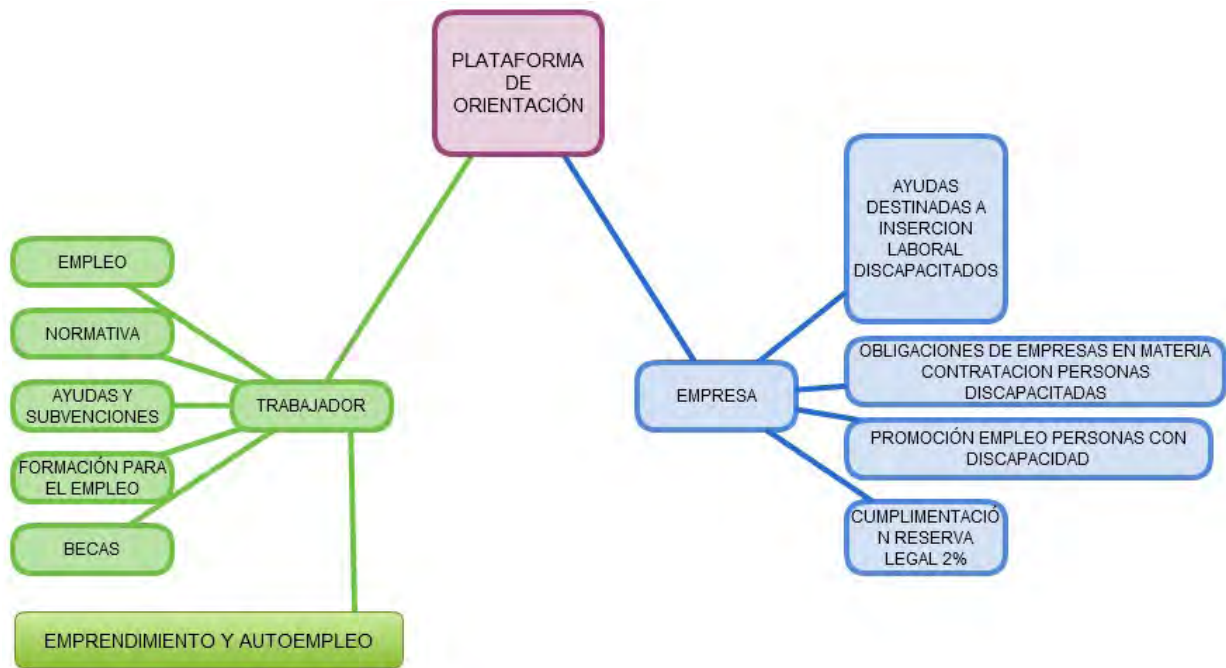 PLATAFORMA
DE
ORIENTACIÓN
AYUDAS
DESTINADAS A
INSERCION
LABORAL
DISCAPACITADOS
EMPLEO
NORMATIVA
AYUDAS Y
SUBVENCIONES
TRABAJADOR
FORMACIÓN PARA
EL EMPLEO
BECAS
EMPRENDIMIENTO Y AUTOEMPLEO
EMPRESA
OBLIGACIONES DE EMPRESAS EN MATERIA
CONTRATACION PERSONAS
DISCAPACITADAS
PROMOCIÓN EMPLEO PERSONAS CON
DISCAPACIDAD
CUMPLIMENTACIÓ
N RESERVA
LEGAL 2%